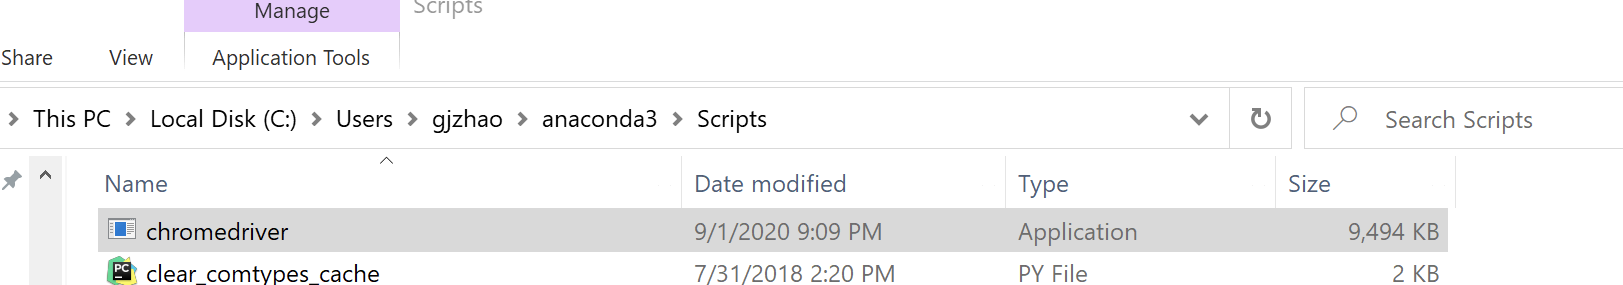 Manage
Scripts
Share
View
Application Tools
This PC
Local Disk (C:)
Users
gjzhao
anaconda3
Scripts
Search Scripts
Name
Date modified
Type
Size
chromedriver
9/1/2020 9:09 PM
Application
9,494 KB
PC
clear_comtypes_cache
7/31/2018 2:20 PM
PY File
2 KB